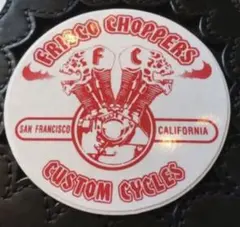 FRISCO CHOPPERS
F C
SAN FRANCISCO CALIFORNIA
CUSTOM CYCLES